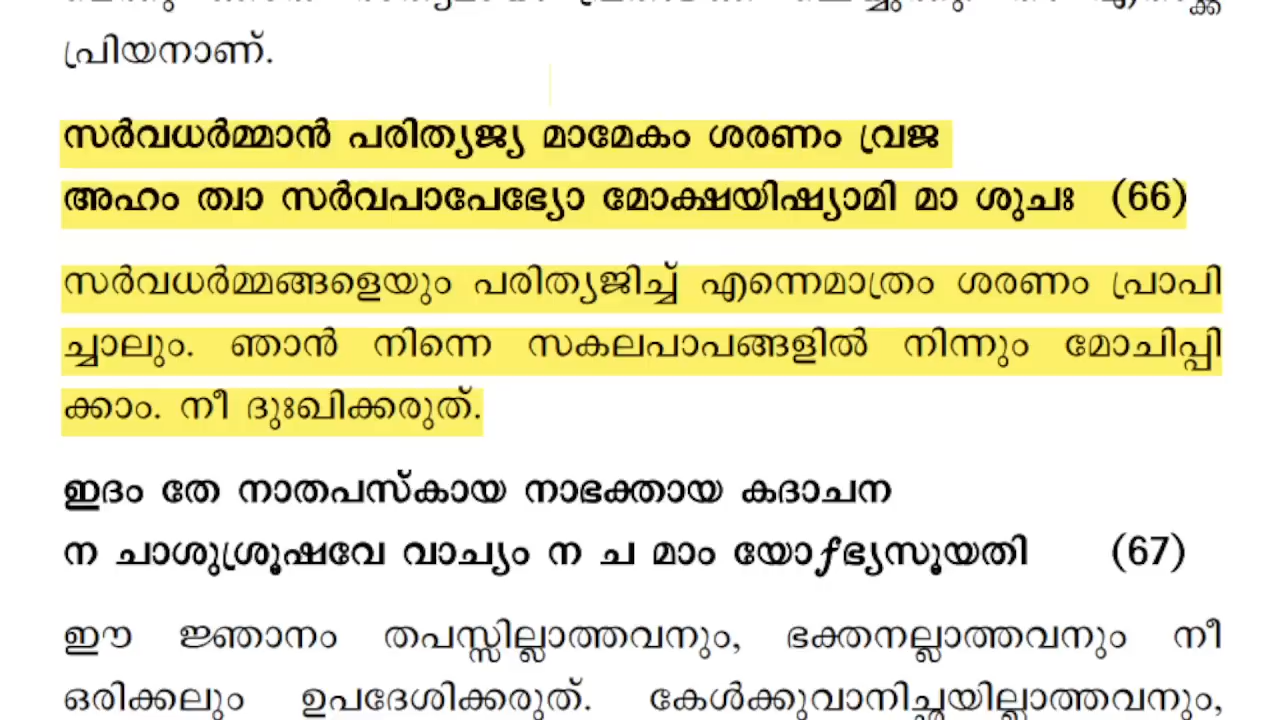 പ്രിയനാണ്.
സർവധർമ്മാൻ പരിത്യജ്യ മാമേകം ശരണം വ്രജ
അഹം ത്വാ സർവപാപേഭ്യോ മോക്ഷയിഷ്യാമി മാ ശുചഃ (66)
സർവധർമ്മങ്ങളെയും പരിത്യജിച്ച് എന്നെമാത്രം ശരണം പ്രാപി
ച്ചാലും. ഞാൻ നിന്നെ സകലപാപങ്ങളിൽ നിന്നും മോചിപ്പി
ക്കാം. നീ ദുഃഖിക്കരുത്.
ഇദം തേ നാതപസ്കായ നാഭക്തായ കദാചന
ന ചാശുശ്രൂഷവേ വാച്യം ന ച മാം യോƒഭ്യസൂയതി (67)
ഈ ജ്ഞാനം തപസ്സില്ലാത്തവനും, ഭക്തനല്ലാത്തവനും നീ
ഒരിക്കലും ഉപദേശിക്കരുത്. കേൾക്കുവാനിച്ഛയില്ലാത്തവനും,